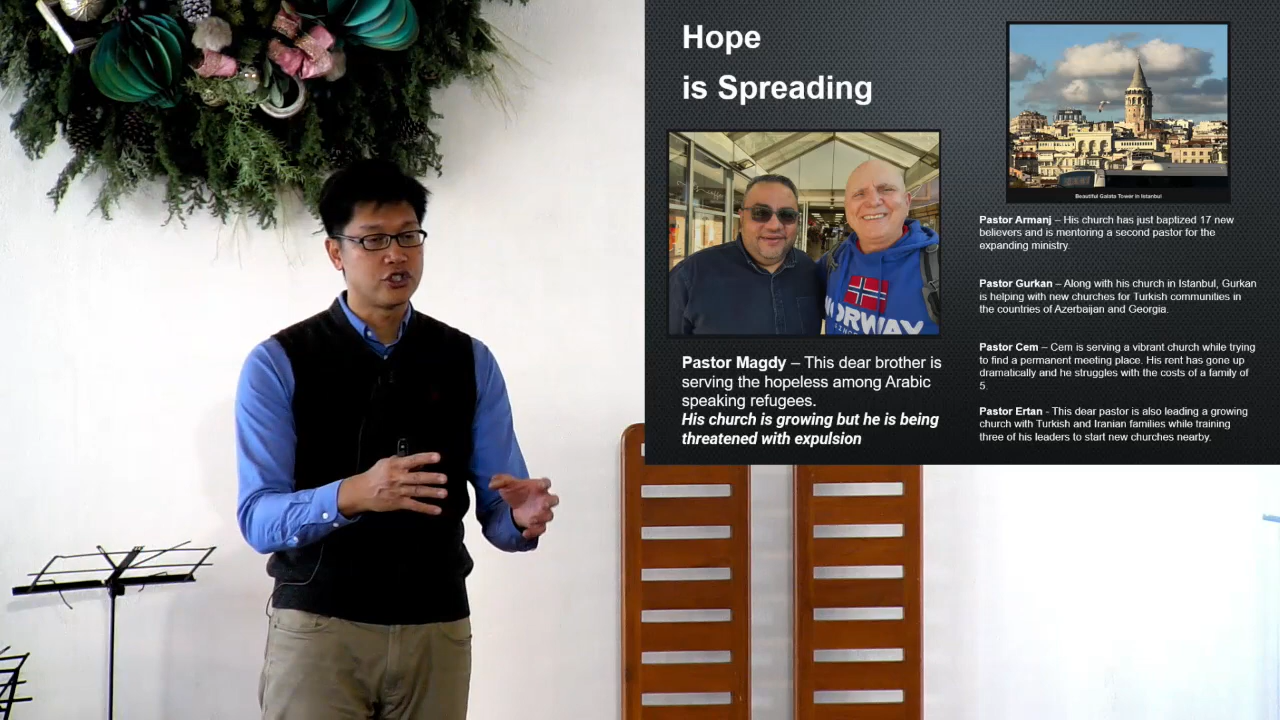 Hope
is Spreading
NORWAY
Pastor Magdy – This dear brother is
serving the hopeless among Arabic
speaking refugees.
His church is growing but he is being
threatened with expulsion
Beautiful Galata Tower in Istanbul
Pastor Armanj – His church has just baptized 17 new
believers and is mentoring a second pastor for the
expanding ministry.
Pastor Gurkan – Along with his church in Istanbul, Gurkan
is helping with new churches for Turkish communities in
the countries of Azerbaijan and Georgia.
Pastor Cem – Cem is serving a vibrant church while trying
to find a permanent meeting place. His rent has gone up
dramatically and he struggles with the costs of a family of
5.
Pastor Ertan - This dear pastor is also leading a growing
church with Turkish and Iranian families while training
three of his leaders to start new churches nearby.